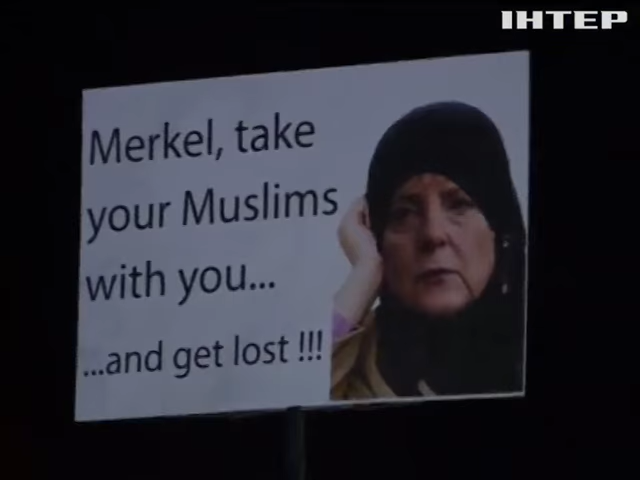 ІНТЕР
Merkel, take
your Muslims
with you...
...and get lost !!!